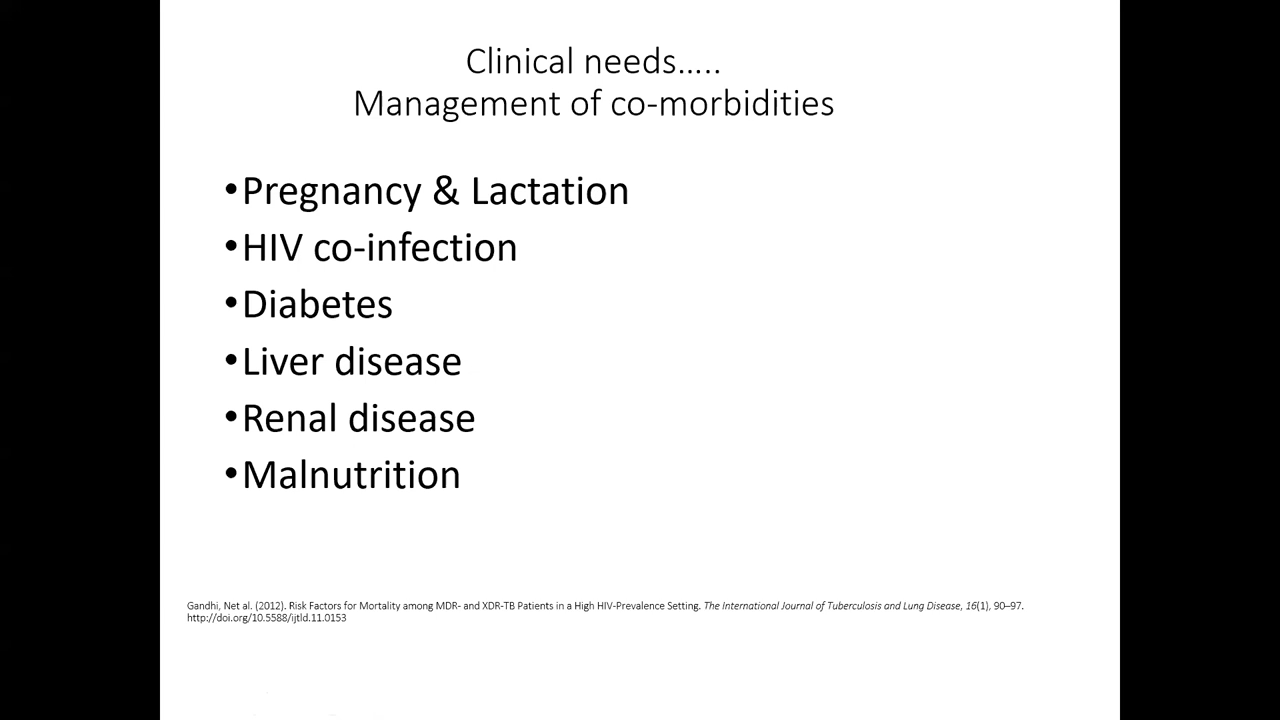 Clinical needs…..
Management of co-morbidities
•Pregnancy & Lactation
•HIV co-infection
•Diabetes
•Liver disease
•Renal disease
•Malnutrition
Gandhi, Net al. (2012). Risk Factors for Mortality among MDR- and XDR-TB Patients in a High HIV-Prevalence Setting. The International Journal of Tuberculosis and Lung Disease, 16(1), 90–97.
http://doi.org/10.5588/ijtld.11.0153